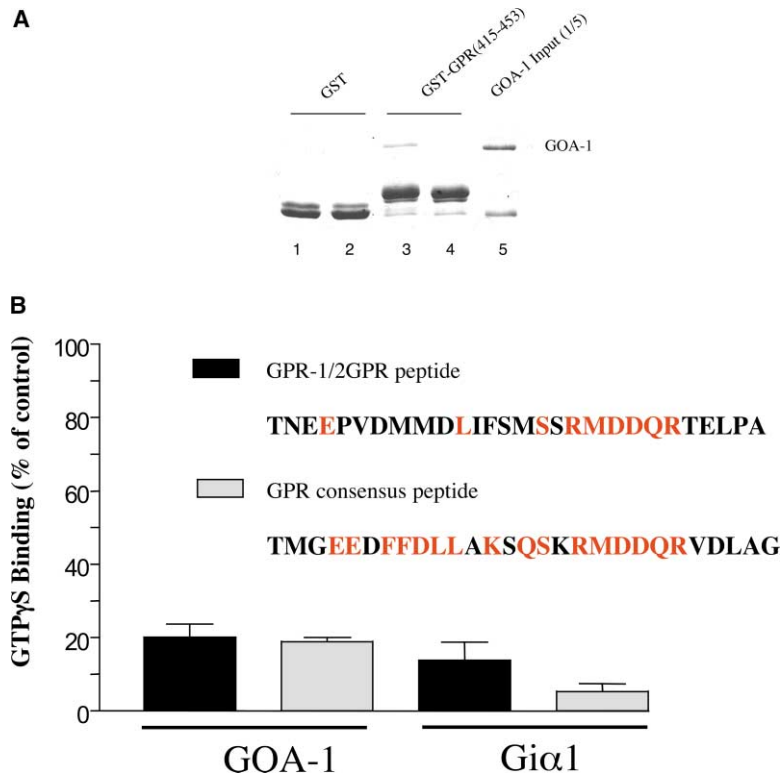 A
GST
GST-GPR(415-453)
GOA-1 Input (1/5)
GOA-1
1 2 3 4 5
B
GTPγS Binding (% of control)
100
80
60
40
20
0
GPR-1/2GPR peptide
TNEEPVDMMDLIFSMSSRMDDQRTELPA
GPR consensus peptide
TMGEEDFFDLLAKSQSKRMDDQRVDLAG
GOA-1 Giα1